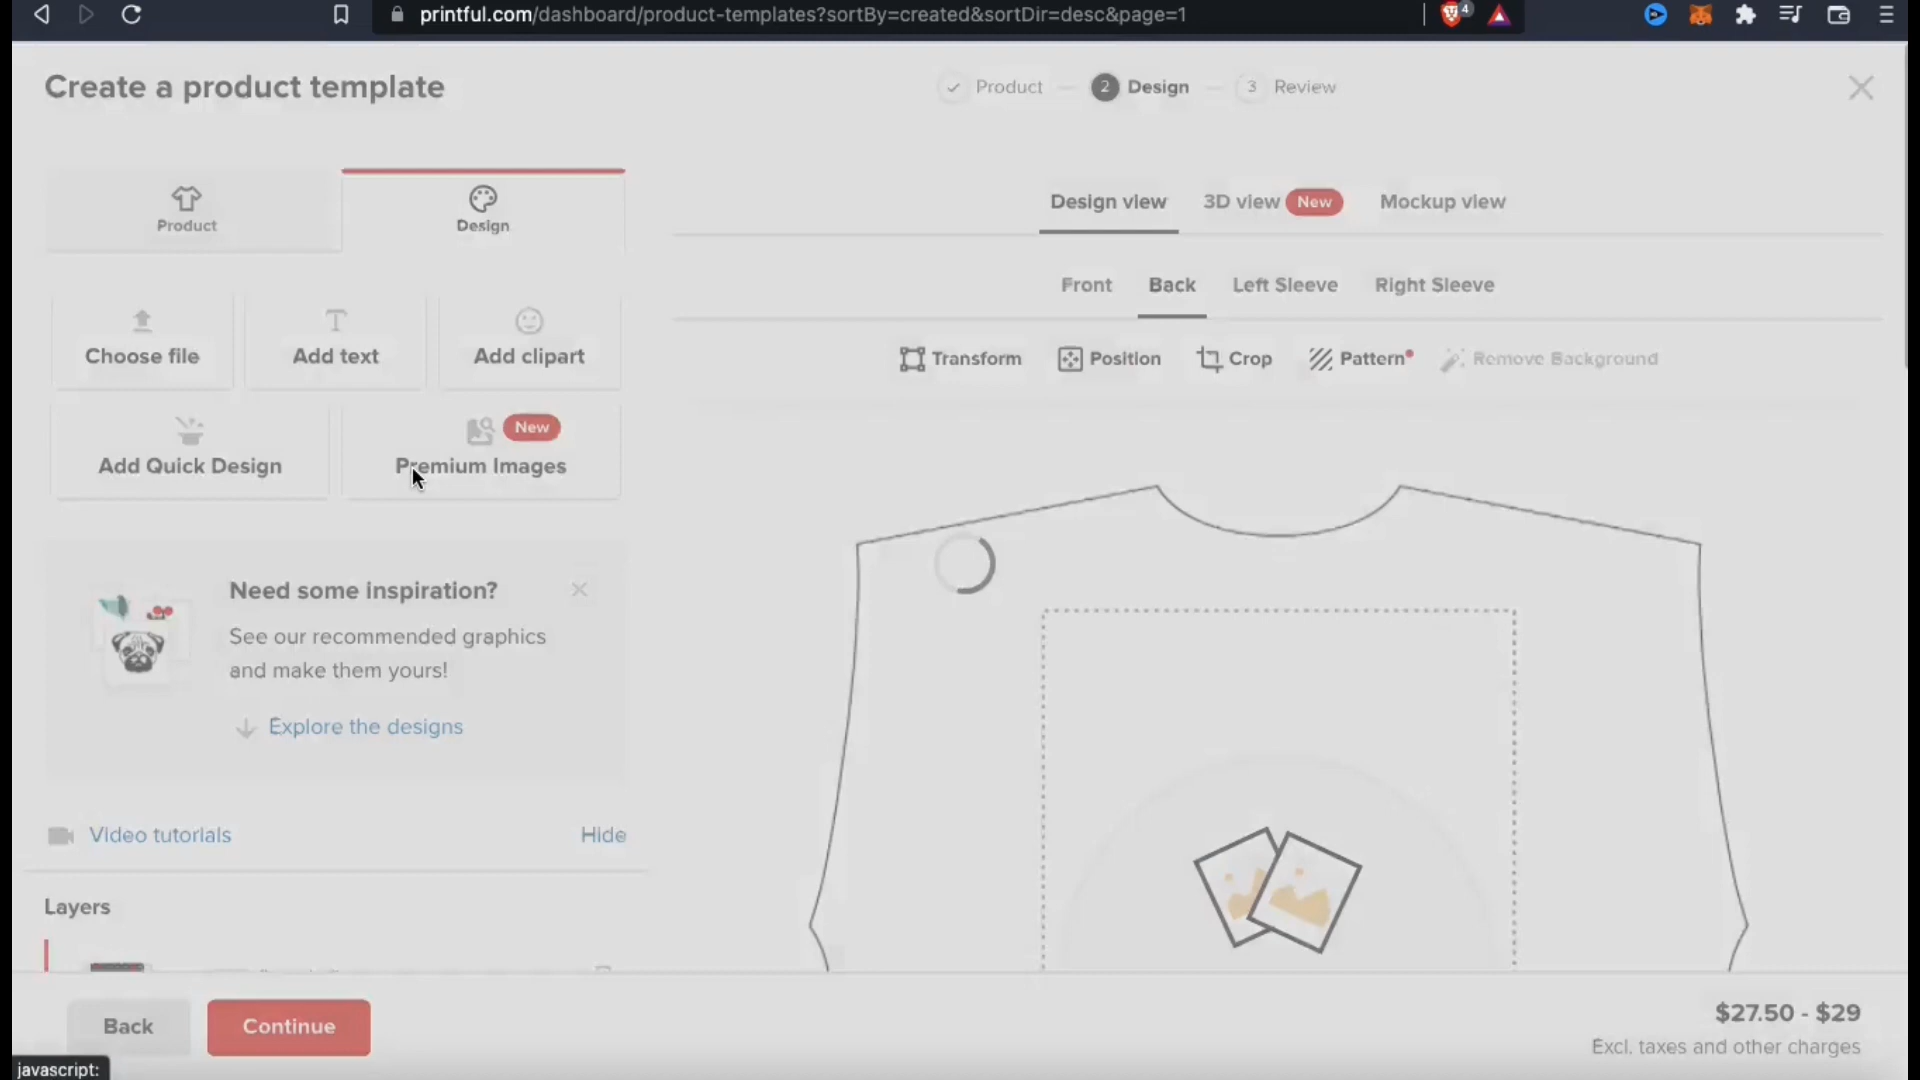 printful.com/dashboard/product-templates?sortBy=created&sortDir=desc&page=1
4
Create a product template
Product
2 Design
3 Review
Product
Design
Design view
3D view New
Mockup view
Front
Back
Left Sleeve
Right Sleeve
Choose file
Add text
Add clipart
Transform
Position
Crop
Pattern
Remove Background
New
Add Quick Design
Premium Images
Need some inspiration?
See our recommended graphics
and make them yours!
Explore the designs
Video tutorials
Hide
Layers
Back
Continue
$27.50 - $29
Excl. taxes and other charges
javascript: